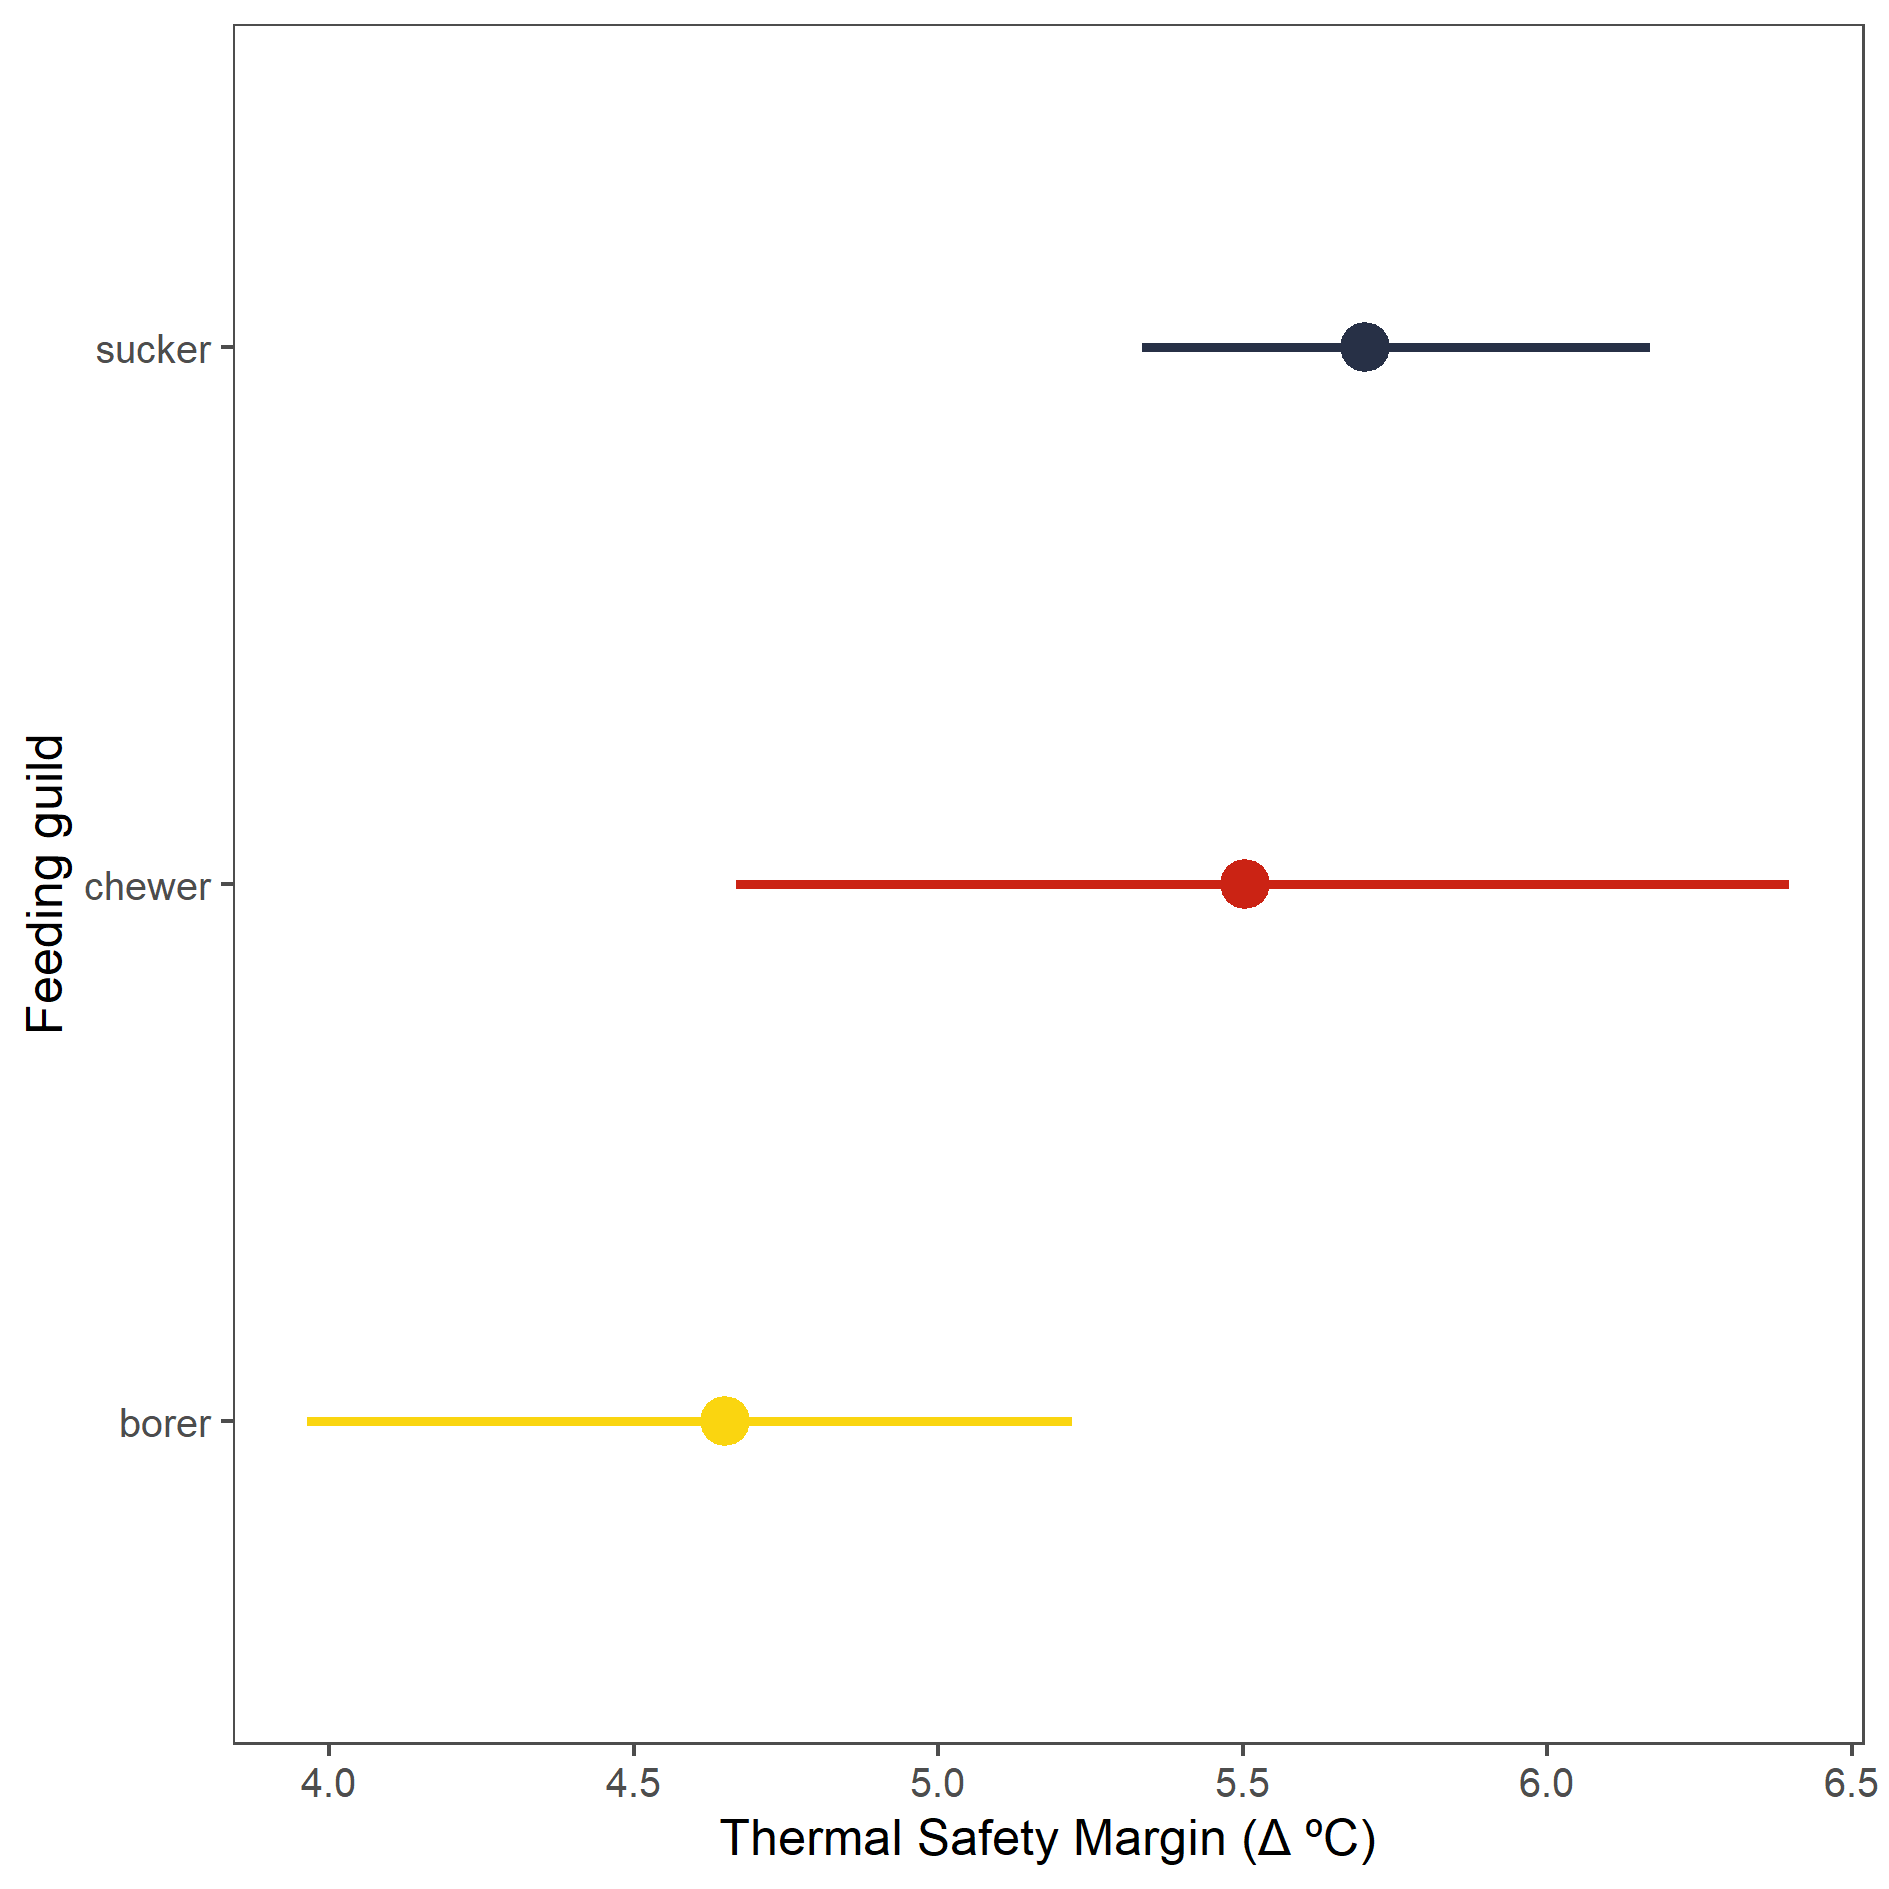 Feeding guild
sucker
chewer
borer
4.0 4.5 5.0 5.5 6.0 6.5
Thermal Safety Margin (Δ ºC)